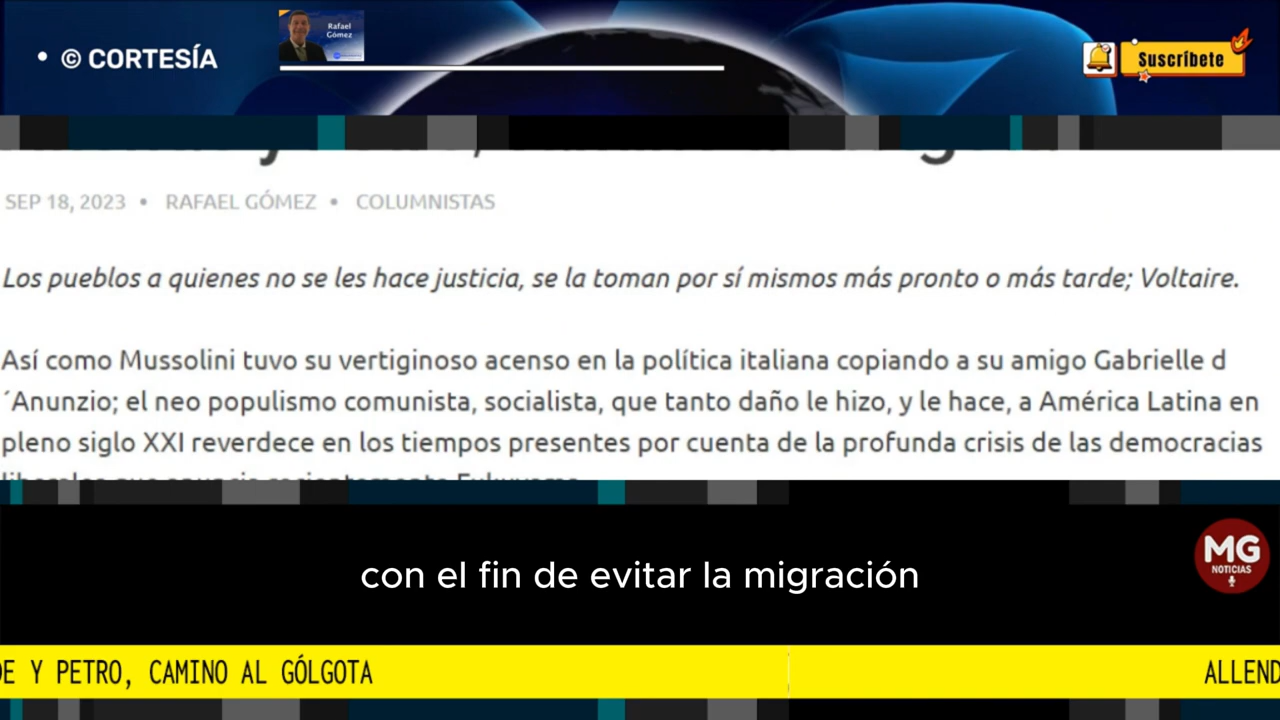 • © CORTESÍA
Rafael
Gómez
Suscríbete
SEP 18, 2023 • RAFAEL GÓMEZ • COLUMNISTAS
Los pueblos a quienes no se les hace justicia, se la toman por sí mismos más pronto o más tarde; Voltaire.
Así como Mussolini tuvo su vertiginoso acenso en la política italiana copiando a su amigo Gabrielle d
´Anunzio; el neo populismo comunista, socialista, que tanto daño le hizo, y le hace, a América Latina en
pleno siglo XXI reverdece en los tiempos presentes por cuenta de la profunda crisis de las democracias
con el fin de evitar la migración
MG
NOTICIAS
DE Y PETRO, CAMINO AL GÓLGOTA
ALLEND